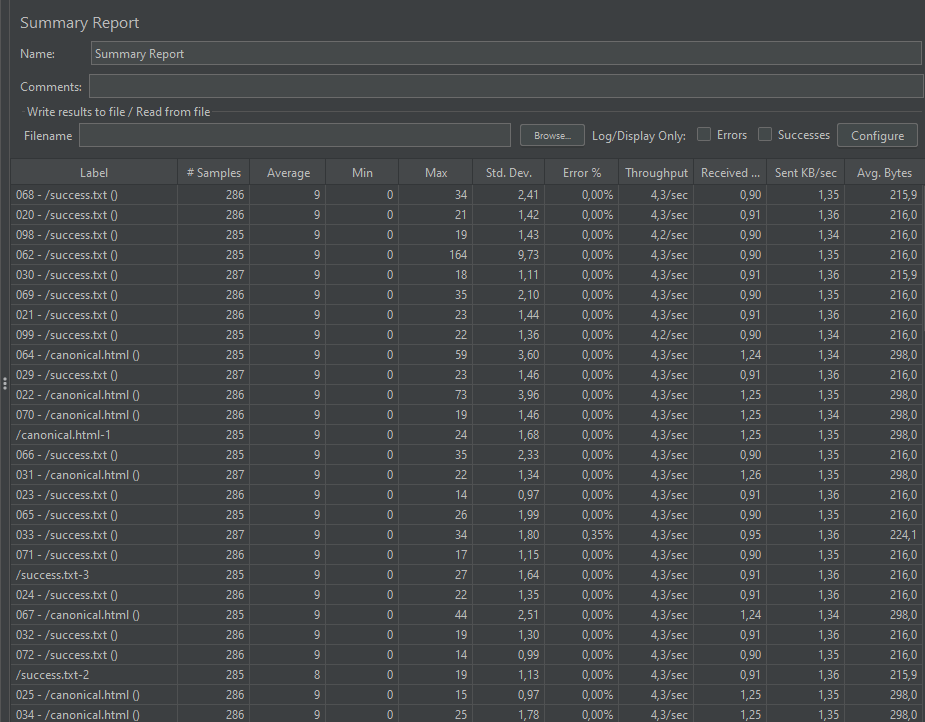 Summary Report
Name: Summary Report
Comments:
Write results to file / Read from file
Filename Browse... Log/Display Only: Errors Successes Configure
Label # Samples Average Min Max Std. Dev. Error % Throughput Received ... Sent KB/sec Avg. Bytes
068 - /success.txt () 286 9 0 34 2,41 0,00% 4,3/sec 0,90 1,35 215,9
020 - /success.txt () 286 9 0 21 1,42 0,00% 4,3/sec 0,91 1,36 216,0
098 - /success.txt () 285 9 0 19 1,43 0,00% 4,2/sec 0,90 1,34 216,0
062 - /success.txt () 285 9 0 164 9,73 0,00% 4,3/sec 0,90 1,35 216,0
030 - /success.txt () 287 9 0 18 1,11 0,00% 4,3/sec 0,91 1,36 215,9
069 - /success.txt () 286 9 0 35 2,10 0,00% 4,3/sec 0,90 1,35 216,0
021 - /success.txt () 286 9 0 23 1,44 0,00% 4,3/sec 0,91 1,36 216,0
099 - /success.txt () 285 9 0 22 1,36 0,00% 4,2/sec 0,90 1,34 216,0
064 - /canonical.html () 285 9 0 59 3,60 0,00% 4,3/sec 1,24 1,34 298,0
029 - /success.txt () 287 9 0 23 1,46 0,00% 4,3/sec 0,91 1,36 216,0
022 - /canonical.html () 286 9 0 73 3,96 0,00% 4,3/sec 1,25 1,35 298,0
070 - /canonical.html () 286 9 0 19 1,46 0,00% 4,3/sec 1,25 1,34 298,0
/canonical.html-1 285 9 0 24 1,68 0,00% 4,3/sec 1,25 1,35 298,0
066 - /success.txt () 285 9 0 35 2,33 0,00% 4,3/sec 0,90 1,35 216,0
031 - /canonical.html () 287 9 0 22 1,34 0,00% 4,3/sec 1,26 1,35 298,0
023 - /success.txt () 286 9 0 14 0,97 0,00% 4,3/sec 0,91 1,36 216,0
065 - /success.txt () 285 9 0 26 1,99 0,00% 4,3/sec 0,90 1,35 216,0
033 - /success.txt () 287 9 0 34 1,80 0,35% 4,3/sec 0,95 1,36 224,1
071 - /success.txt () 286 9 0 17 1,15 0,00% 4,3/sec 0,90 1,35 216,0
/success.txt-3 285 9 0 27 1,64 0,00% 4,3/sec 0,91 1,36 216,0
024 - /success.txt () 286 9 0 22 1,35 0,00% 4,3/sec 0,91 1,36 216,0
067 - /canonical.html () 285 9 0 44 2,51 0,00% 4,3/sec 1,24 1,34 298,0
032 - /success.txt () 286 9 0 19 1,30 0,00% 4,3/sec 0,91 1,36 216,0
072 - /success.txt () 286 9 0 14 0,99 0,00% 4,3/sec 0,90 1,35 216,0
/success.txt-2 285 8 0 19 1,13 0,00% 4,3/sec 0,91 1,36 215,9
025 - /canonical.html () 286 9 0 15 0,97 0,00% 4,3/sec 1,25 1,35 298,0
034 - /canonical.html () 286 9 0 25 1,78 0,00% 4,3/sec 1,25 1,35 298,0